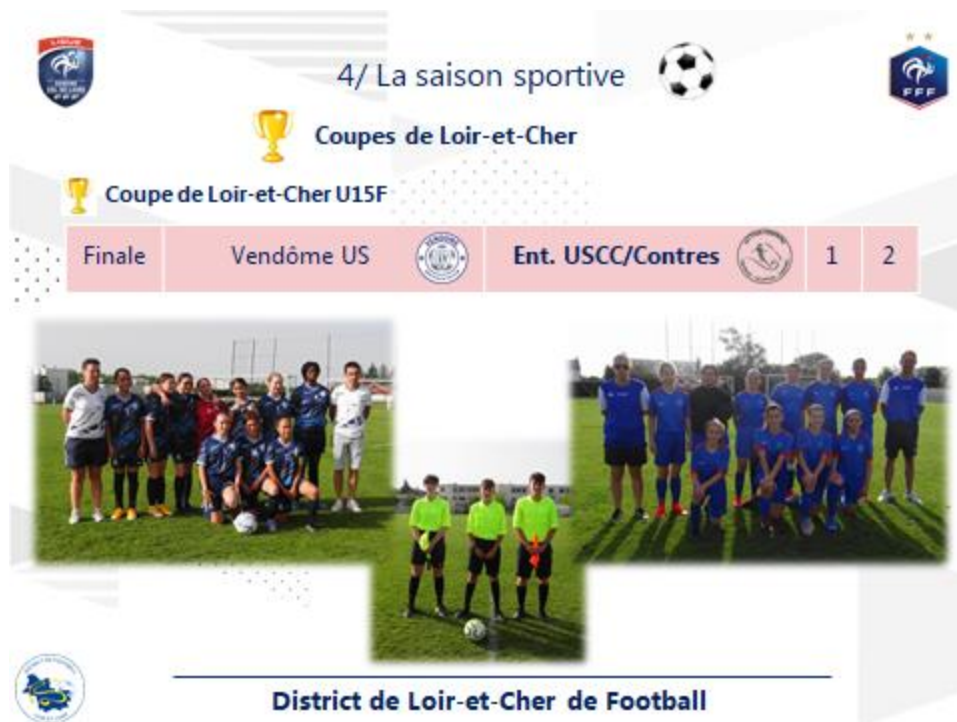 4/ La saison sportive
FFF
Coupes de Loir-et-Cher
Coupe de Loir-et-Cher U15F
Finale Vendôme US Ent. USCC/Contres 1 2
District de Loir-et-Cher de Football